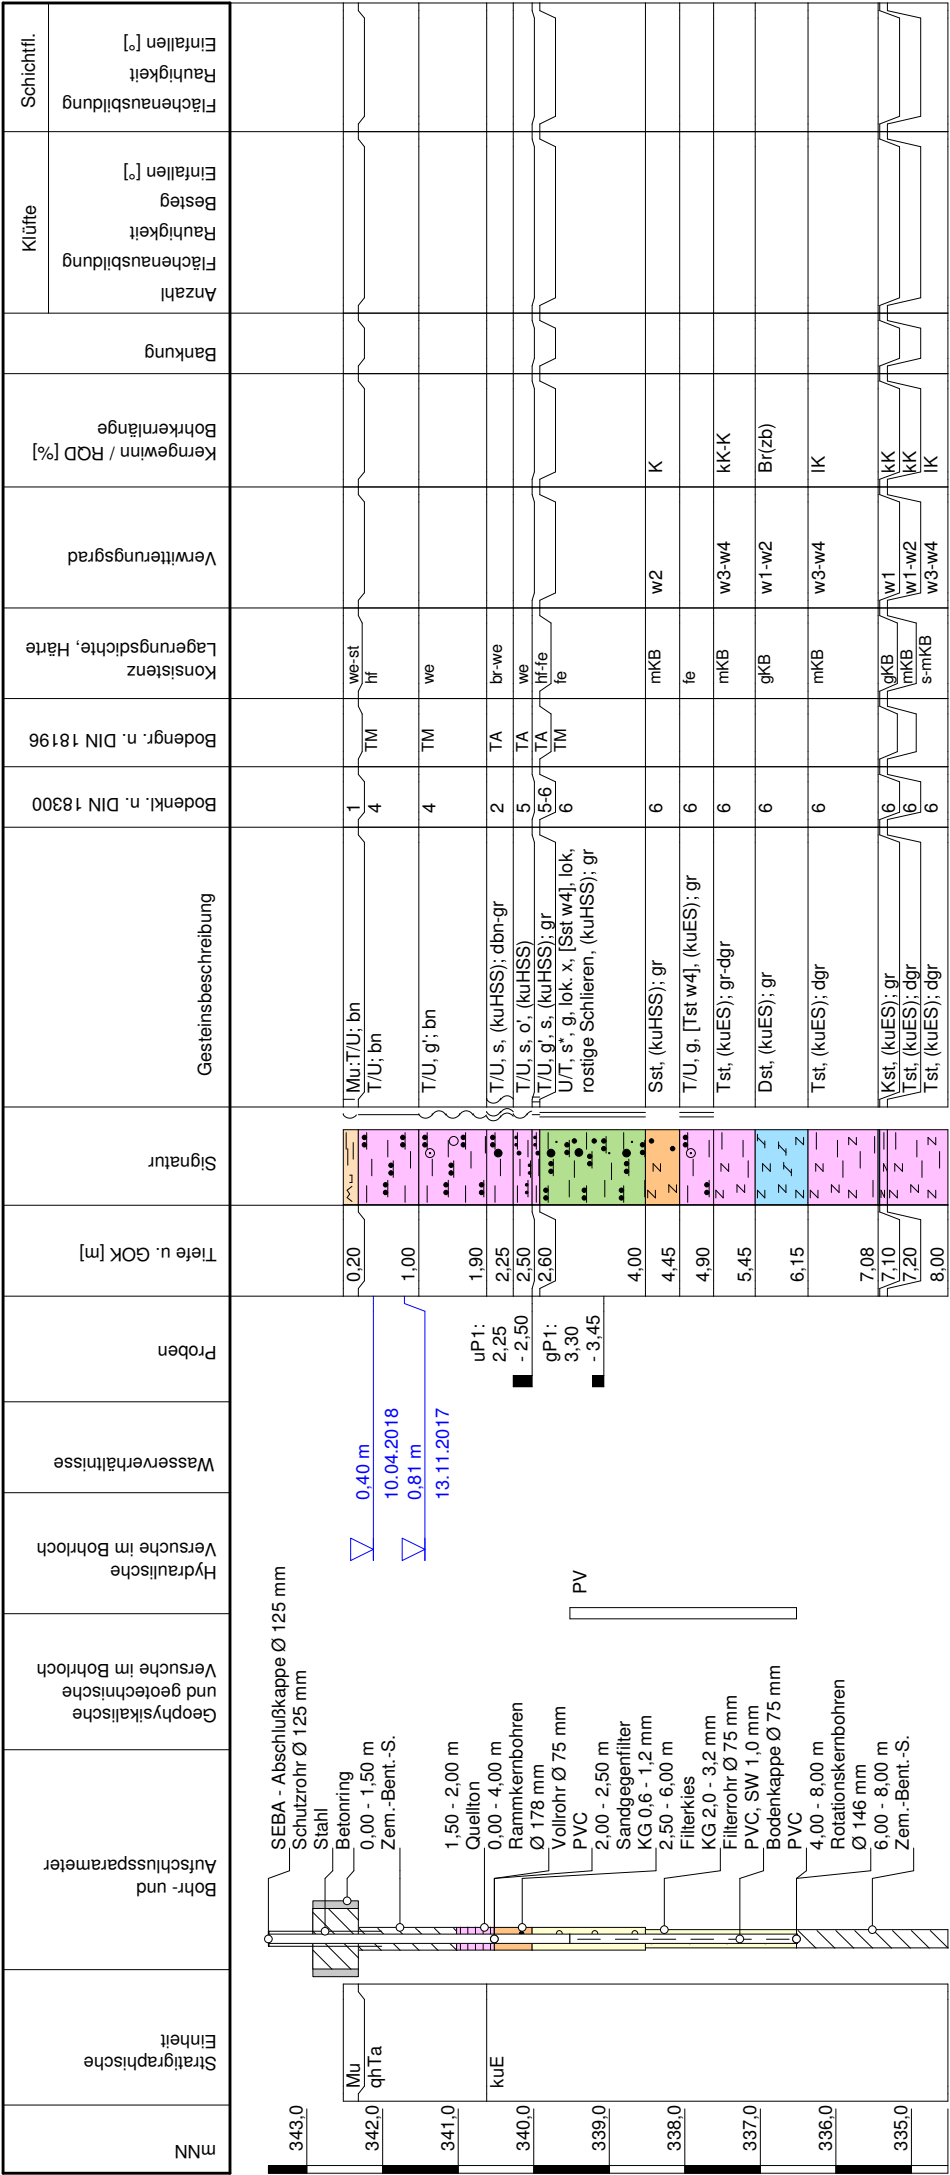 mNN
Stratigraphische
Einheit
Bohr- und
Aufschlussparameter
Geophysikalische
und geotechnische
Versuche im Bohrloch
Hydraulische
Versuche im Bohrloch
Wasserverhältnisse
Proben
Tiefe u. GOK [m]
Signatur
Gesteinsbeschreibung
Bodenkl. n. DIN 18300
Bodengr. n. DIN 18196
Konsistenz
Lagerungsdichte, Härte
Verwitterungsgrad
Kerngewinn / RQD [%]
Bohrkernlänge
Bankung
Klüfte
Anzahl
Flächenausbildung
Rauhigkeit
Besteg
Einfallen [°]
Schichtfl.
Flächenausbildung
Rauhigkeit
Einfallen [°]
343,0
342,0
341,0
340,0
339,0
338,0
337,0
336,0
335,0
Mu
qhTa
kuE
SEBA - Abschlußkappe Ø 125 mm
Schutzrohr Ø 125 mm
Stahl
Betonring
0,00 - 1,50 m
Zem.-Bent.-S.
1,50 - 2,00 m
Quellton
0,00 - 4,00 m
Rammkernbohren
Ø 178 mm
Vollrohr Ø 75 mm
PVC
2,00 - 2,50 m
Sandgegenfilter
KG 0,6 - 1,2 mm
2,50 - 6,00 m
Filterkies
KG 2,0 - 3,2 mm
Filterrohr Ø 75 mm
PVC, SW 1,0 mm
Bodenkappe Ø 75 mm
PVC
4,00 - 8,00 m
Rotationskernbohren
Ø 146 mm
6,00 - 8,00 m
Zem.-Bent.-S.
PV
0,40 m
10.04.2018
0,81 m
13.11.2017
uP1:
2,25
- 2,50
gP1:
3,30
- 3,45
0,20 Mu:T/U; bn 1 we-st
T/U; bn 4 TM hf
1,00
T/U, g'; bn 4 TM we
1,90
2,25 T/U, s, (kuHSS); dbn-gr 2 TA br-we
2,50 T/U, s, o', (kuHSS) 5 TA we
2,60 T/U, g', s, (kuHSS); gr 5-6 TA hf-fe
U/T, s*, g, lok. x, [Sst w4], lok, 6 TM fe
rostige Schlieren, (kuHSS); gr
4,00
4,45 Sst, (kuHSS); gr 6 mKB w2 K
4,90 T/U, g, [Tst w4], (kuES); gr 6 fe
5,45 Tst, (kuES); gr-dgr 6 mKB w3-w4 kK-K
6,15 Dst, (kuES); gr 6 gKB w1-w2 Br(zb)
Tst, (kuES); dgr 6 mKB w3-w4 lK
7,08
7,10 Kst, (kuES); gr 6 gKB w1 kK
7,20 Tst, (kuES); dgr 6 mKB w1-w2 kK
8,00 Tst, (kuES); dgr 6 s-mKB w3-w4 lK